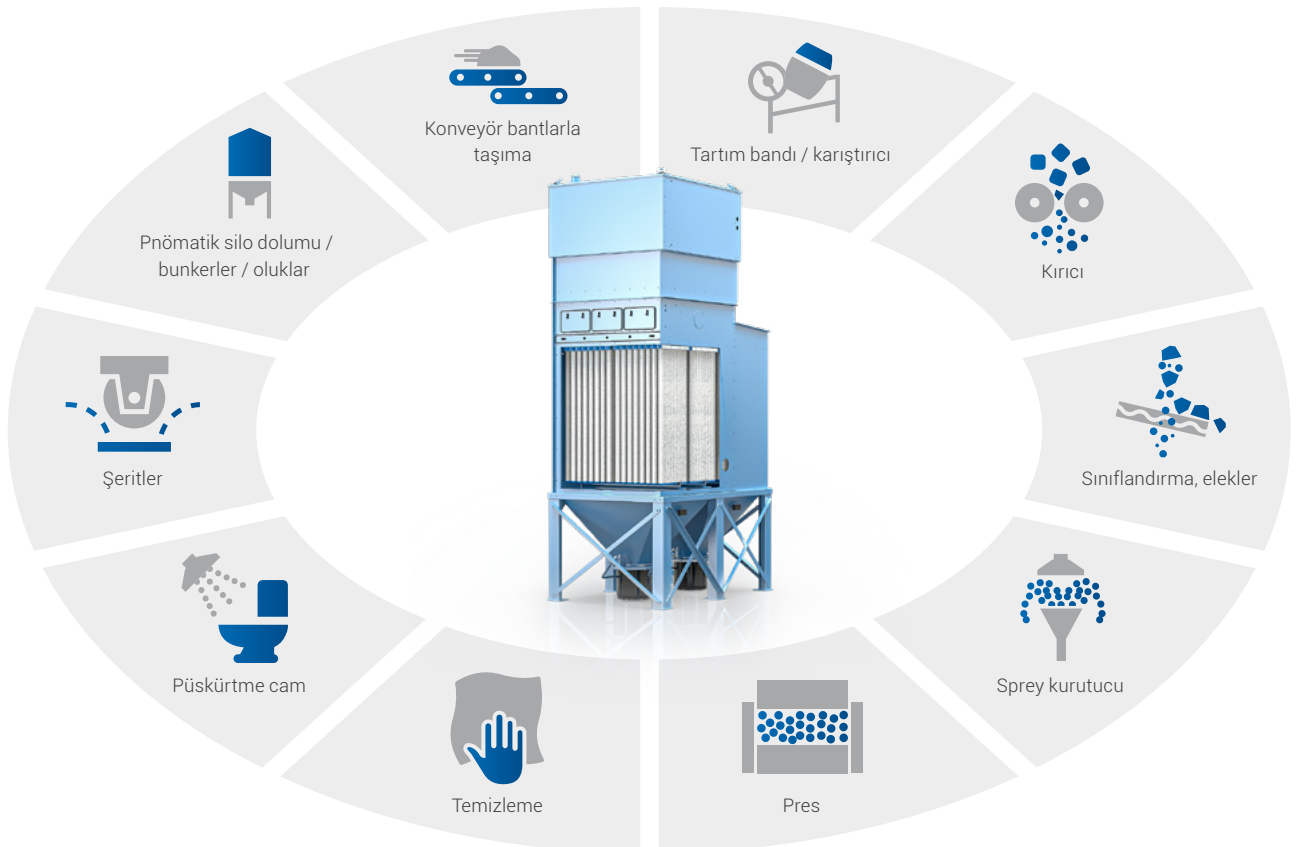 Konveyör bantlarla
taşıma
Tartım bandı / karıştırıcı
Kırıcı
Sınıflandırma, elekler
Sprey kurutucu
Pres
Temizleme
Püskürtme cam
Şeritler
Pnömatik silo dolumu /
bunkerler / oluklar